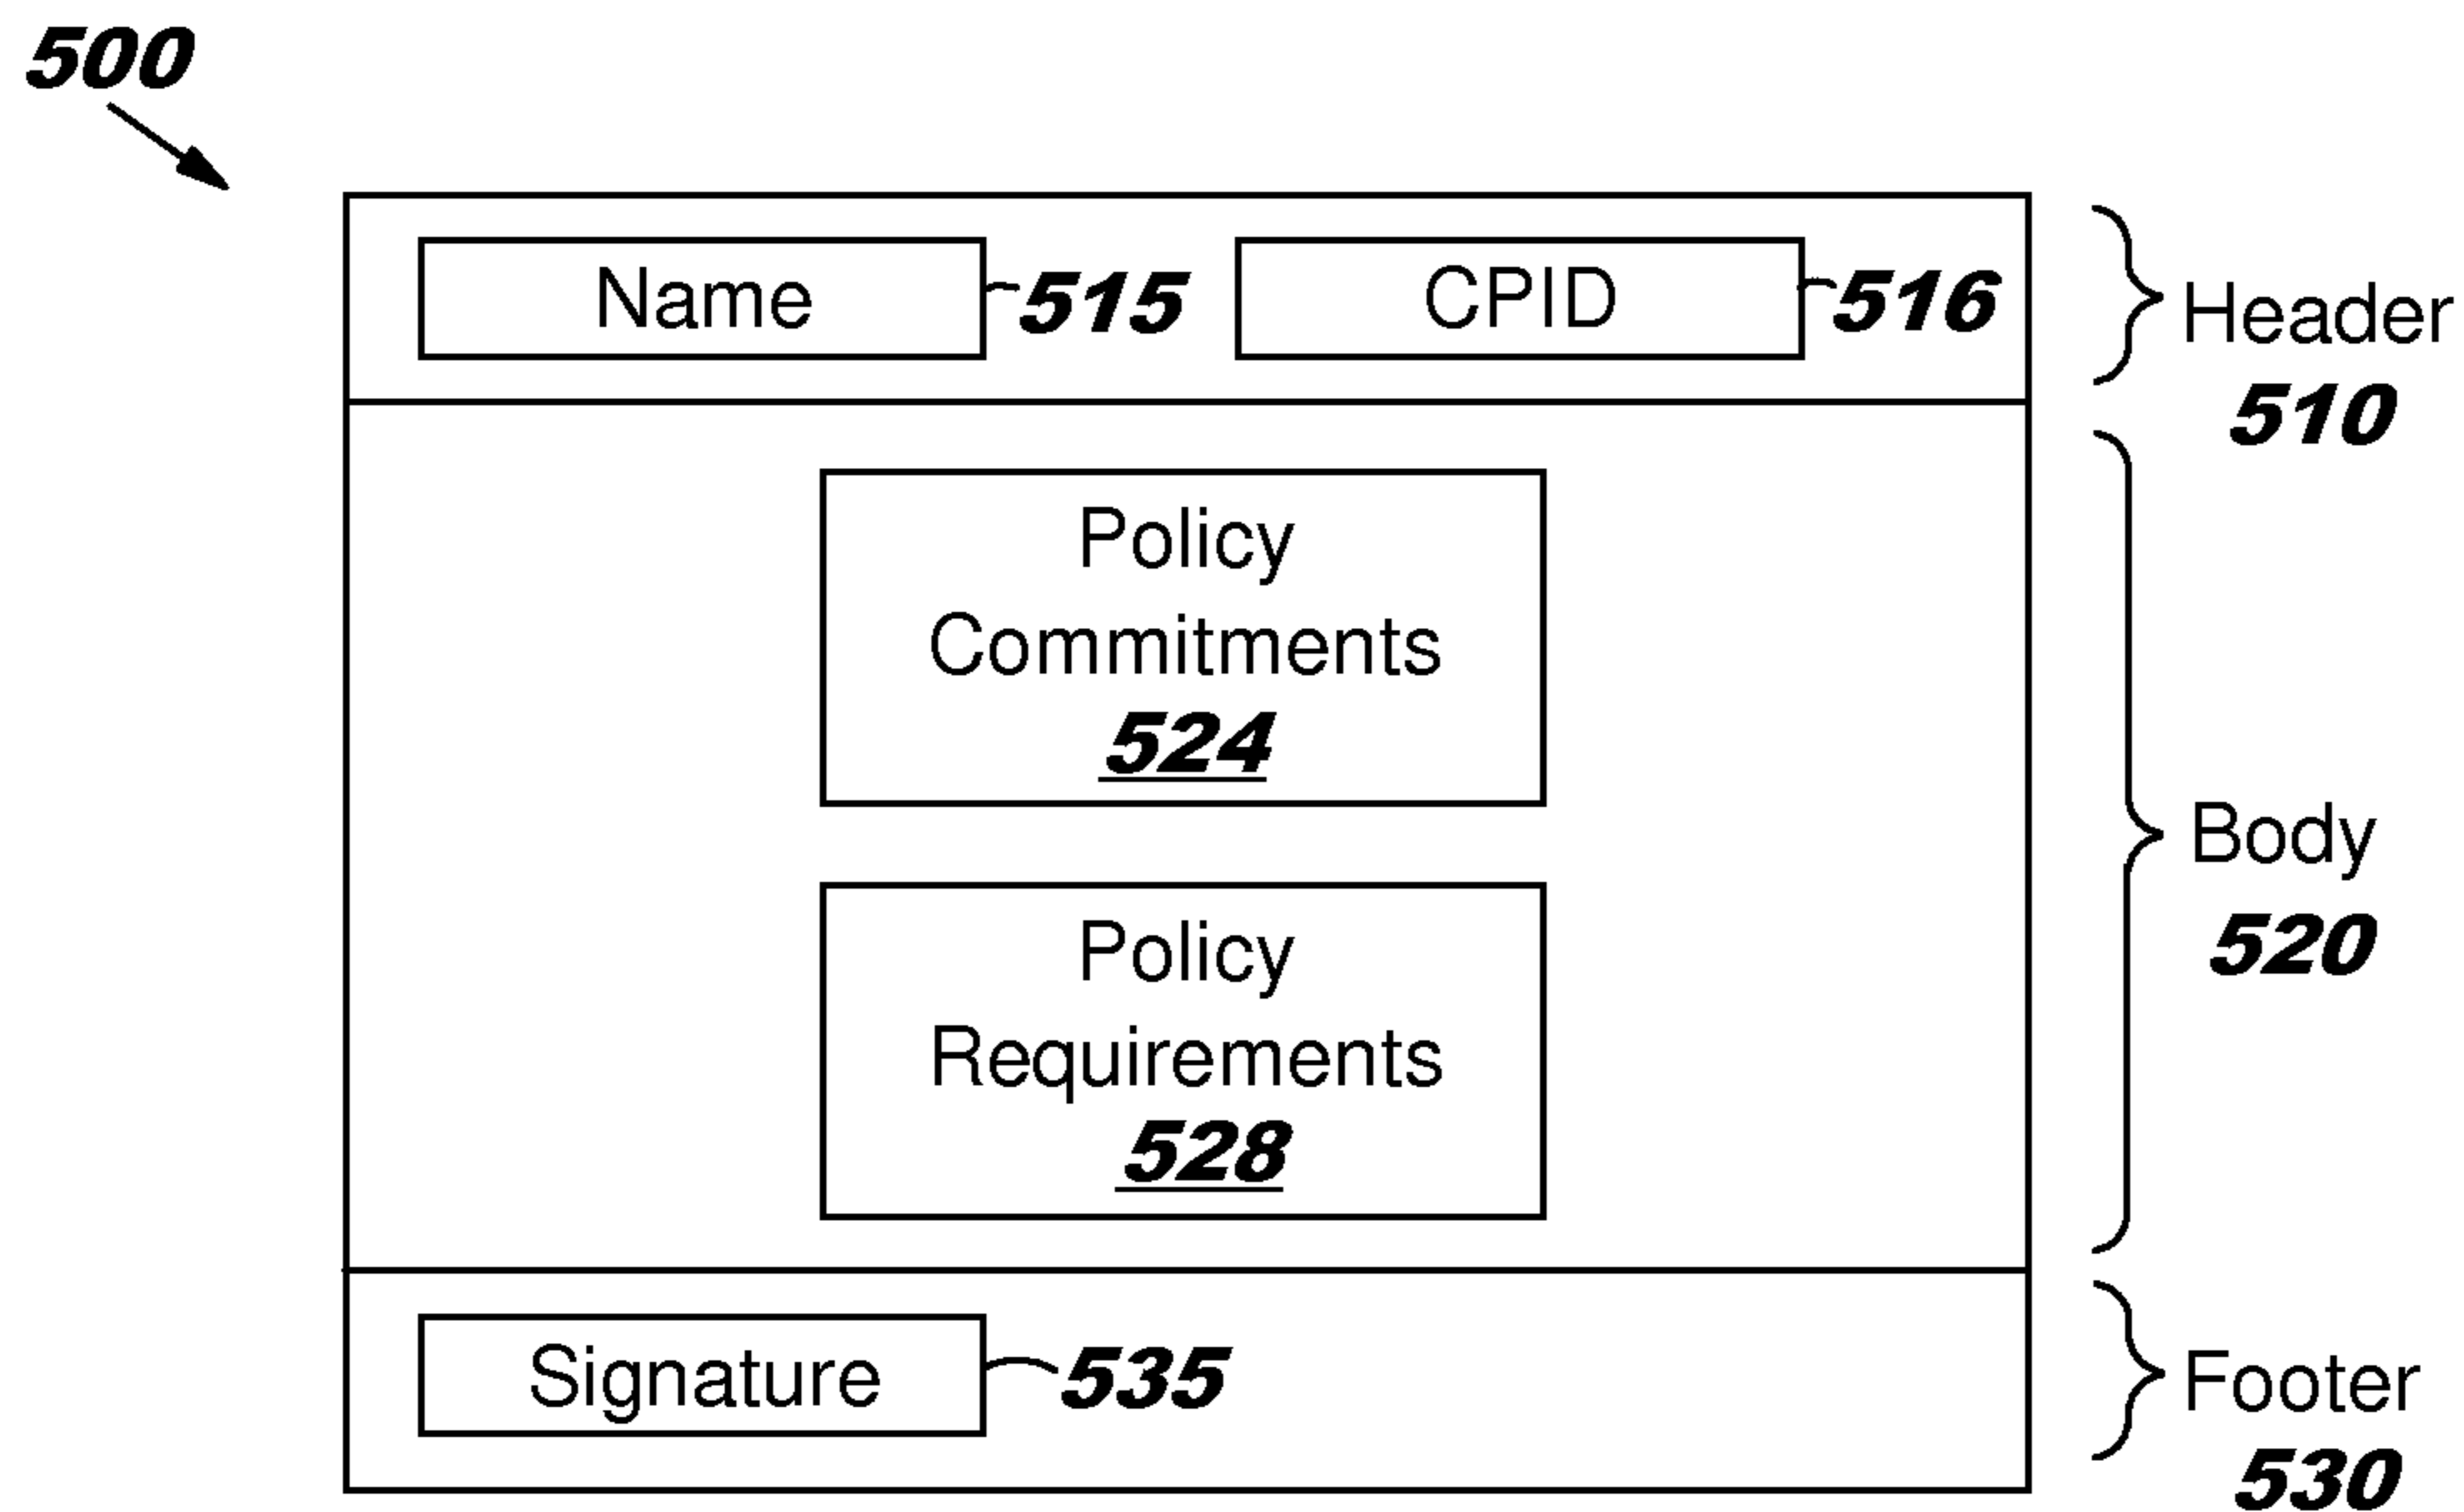 500
Name 515 CPID 516 Header
510
Policy
Commitments
524
Body
520
Policy
Requirements
528
Signature 535 Footer
530